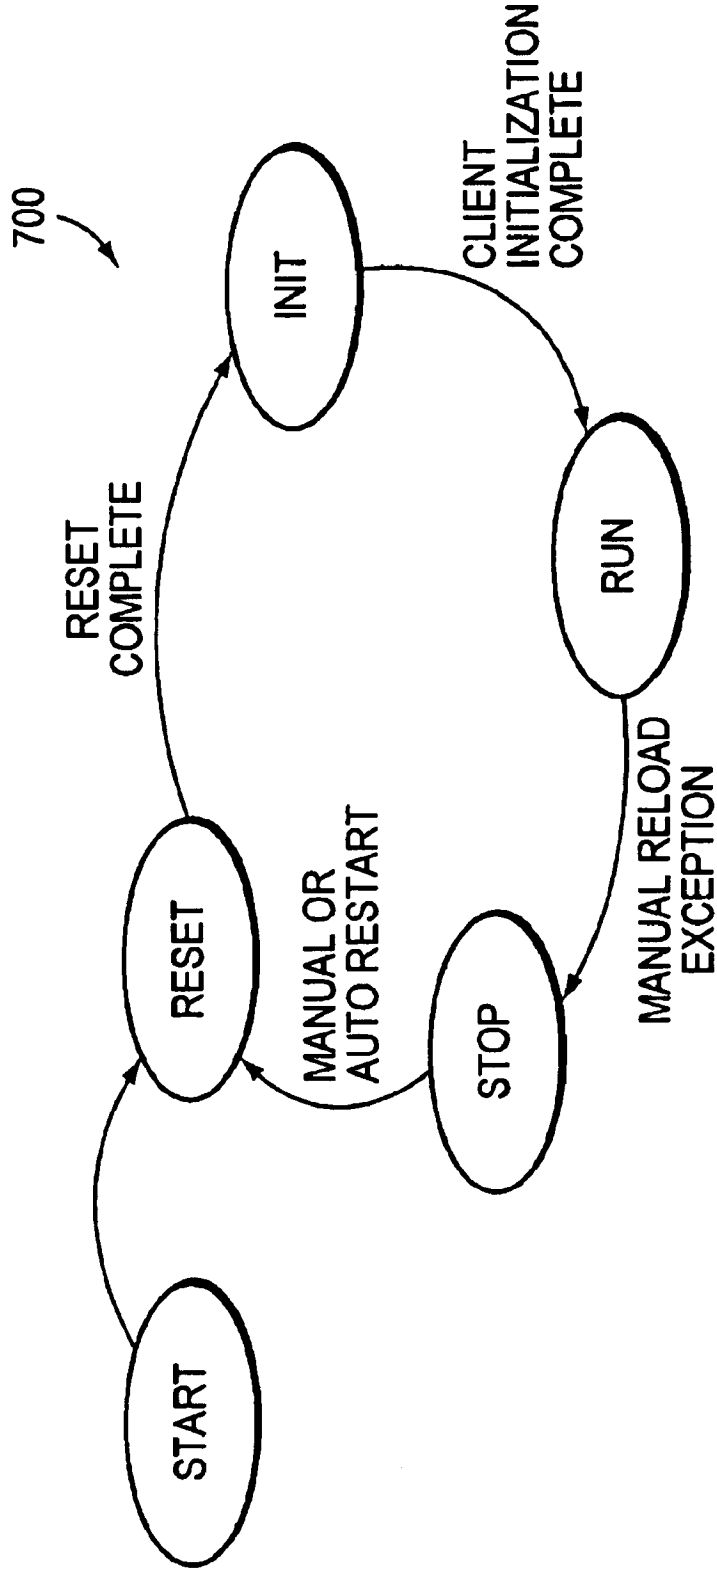 700
RESET
COMPLETE
START
RESET
INIT
MANUAL OR
AUTO RESTART
CLIENT
INITIALIZATION
COMPLETE
STOP
RUN
MANUAL RELOAD
EXCEPTION